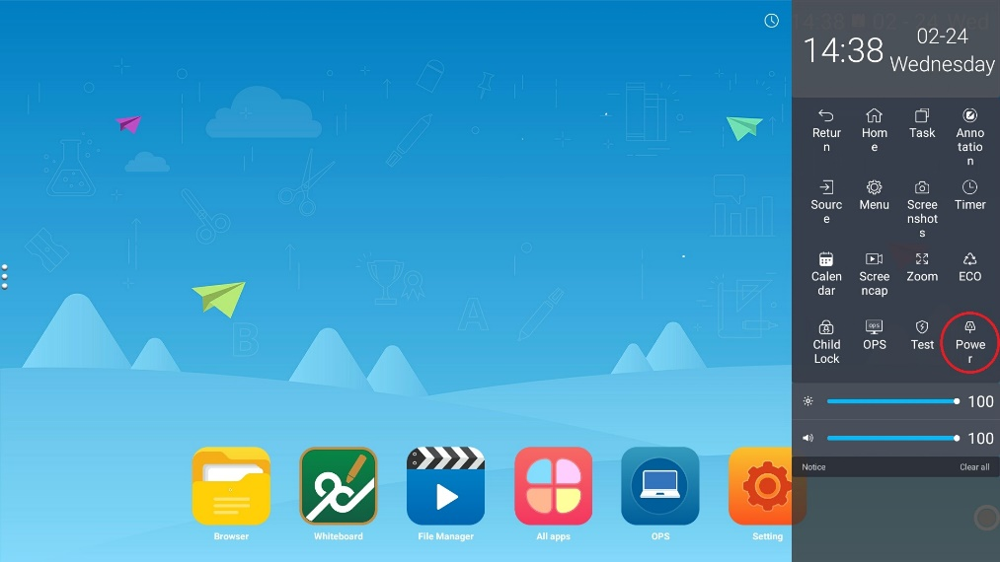 14:38
02-24
Wednesday
Retur
n
Hom
e
Task
Anno
tatio
n
Sourc
e
Menu
Scree
nshot
s
Timer
Calen
dar
Scree
ncap
Zoom
ECO
Child
Lock
OPS
OPS
Test
Powe
r
100
100
Notice
Clear all
Browser
Whiteboard
File Manager
All apps
OPS
Setting